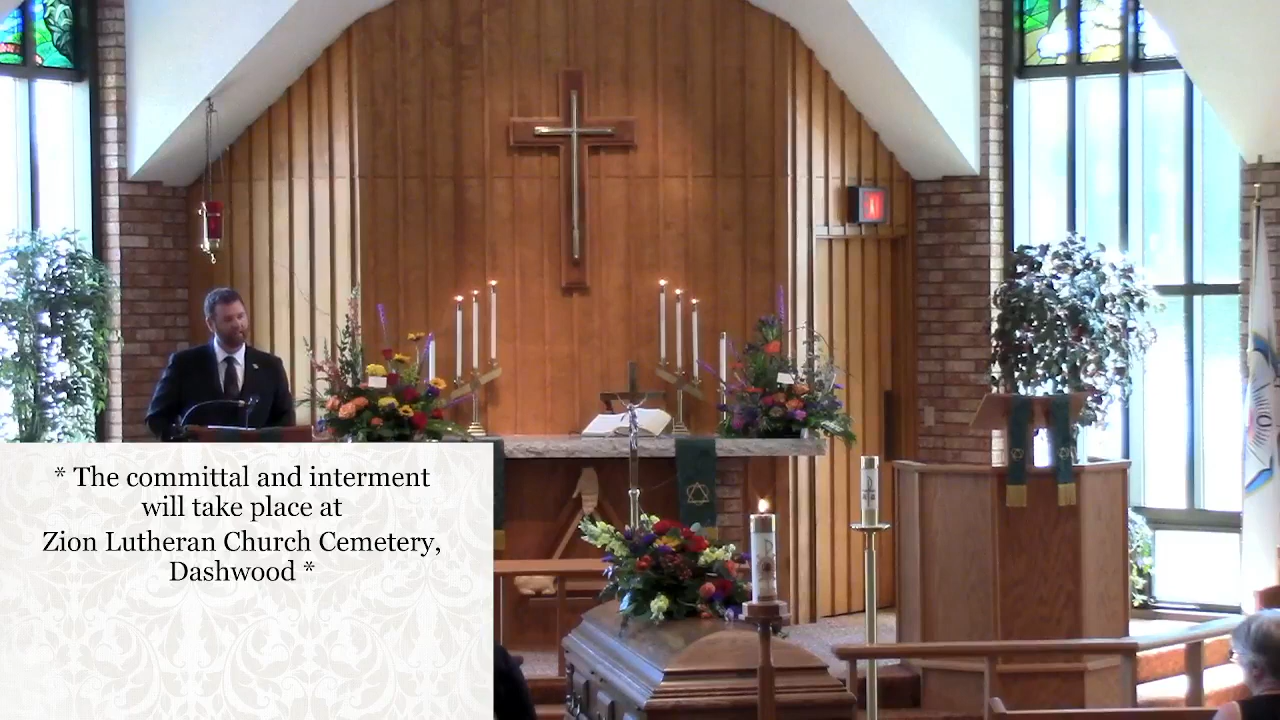 * The committal and interment
will take place at
Zion Lutheran Church Cemetery,
Dashwood *